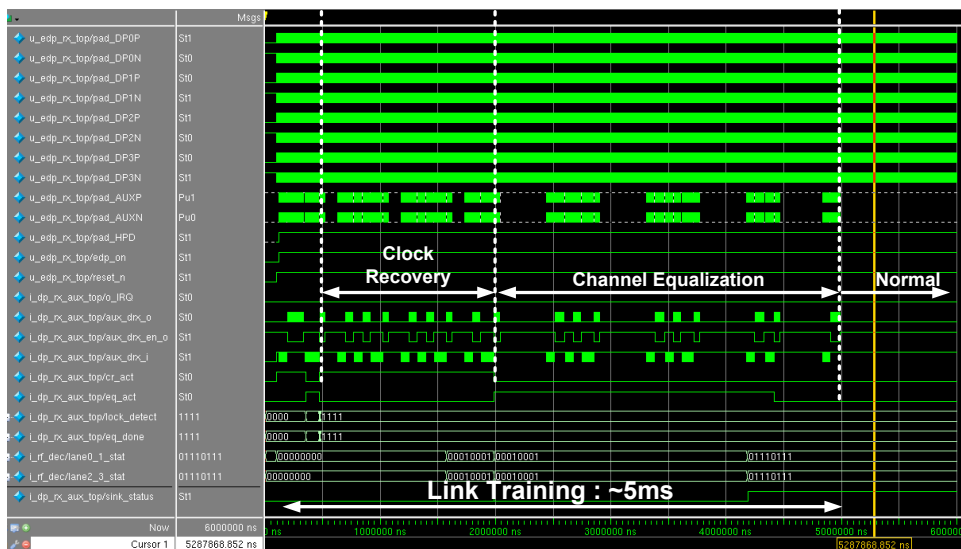 Msgs
u_edp_rx_top/pad_DP0P St1
u_edp_rx_top/pad_DP0N St0
u_edp_rx_top/pad_DP1P St0
u_edp_rx_top/pad_DP1N St1
u_edp_rx_top/pad_DP2P St1
u_edp_rx_top/pad_DP2N St0
u_edp_rx_top/pad_DP3P St0
u_edp_rx_top/pad_DP3N St1
u_edp_rx_top/pad_AUXP Pu1
u_edp_rx_top/pad_AUXN Pu0
u_edp_rx_top/pad_HPD St1
u_edp_rx_top/edp_on St1
Clock
Recovery
u_edp_rx_top/reset_n St1
Channel Equalization
Normal
i_dp_rx_aux_top/o_IRQ St0
i_dp_rx_aux_top/aux_drx_o St0
i_dp_rx_aux_top/aux_drx_en_o St1
i_dp_rx_aux_top/aux_drx_i St1
i_dp_rx_aux_top/cr_act St0
i_dp_rx_aux_top/eq_act St0
i_dp_rx_aux_top/lock_detect 1111 0000 1111
i_dp_rx_aux_top/eq_done 1111 0000 1111
i_rf_dec/lane0_1_stat 01110111 00000000 00010001 00010001 01110111
i_rf_dec/lane2_3_stat 01110111 00000000 00010001 00010001 01110111
i_dp_rx_aux_top/sink_status St1
Link Training : ~5ms
Now 6000000 ns
ns 1000000 ns 2000000 ns 3000000 ns 4000000 ns 5000000 ns 600000
Cursor 1 5287868.852 ns
5287868.852 ns